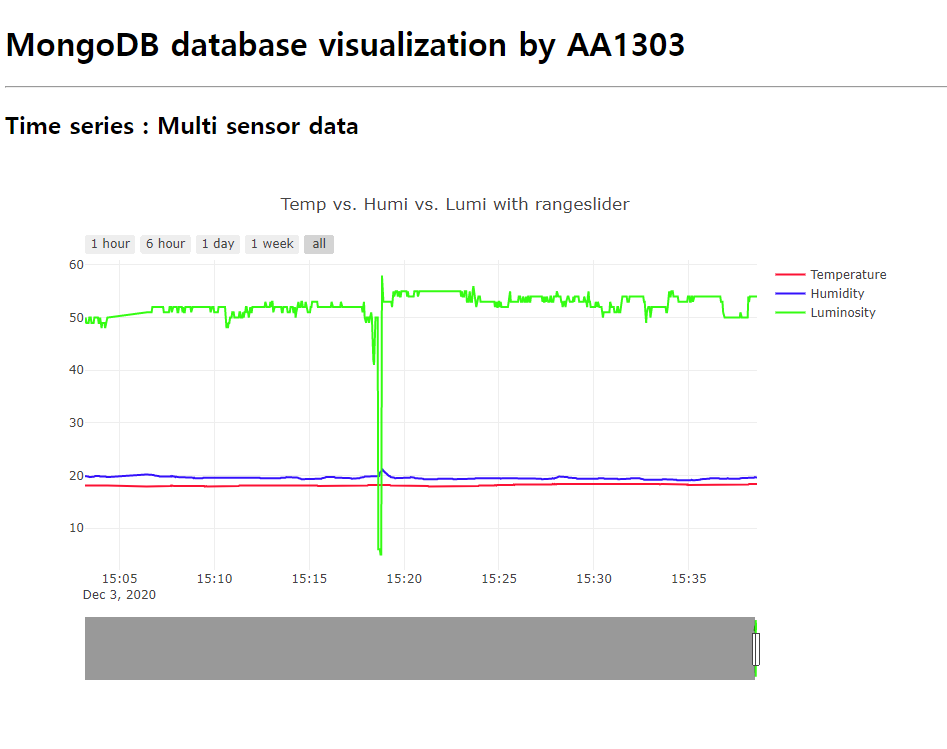 MongoDB database visualization by AA1303
Time series : Multi sensor data
Temp vs. Humi vs. Lumi with rangeslider
1 hour 6 hour 1 day 1 week all
60
50
40
30
20
10
15:05 15:10 15:15 15:20 15:25 15:30 15:35
Dec 3, 2020
Temperature
Humidity
Luminosity